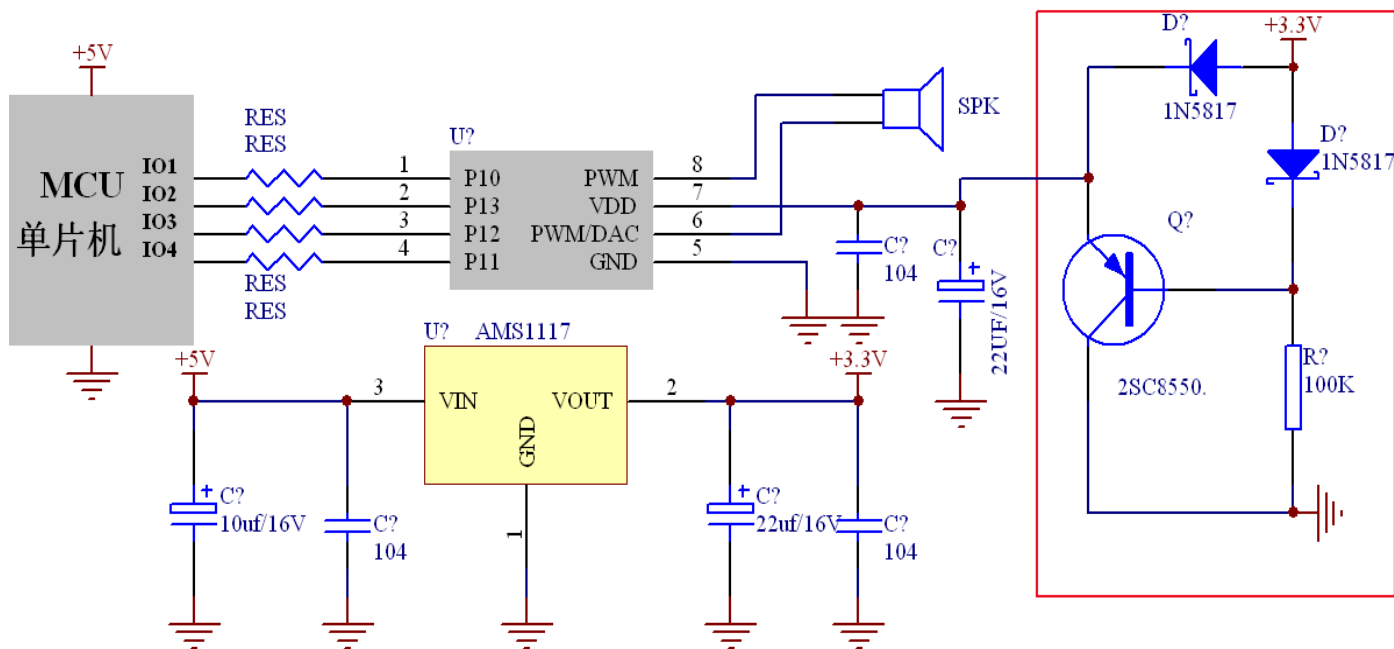 +5V
MCU
单片机
IO1
IO2
IO3
IO4
RES
RES
RES
RES
U?
1
2
3
4
P10
P13
P12
P11
PWM
VDD
PWM/DAC
GND
8
7
6
5
SPK
C?
104
C?
22UF/16V
D?
1N5817
+3.3V
D?
1N5817
Q?
2SC8550.
R?
100K
+5V
U?
AMS1117
3
VIN
VOUT
GND
2
1
+3.3V
C?
10uf/16V
C?
104
C?
22uf/16V
C?
104